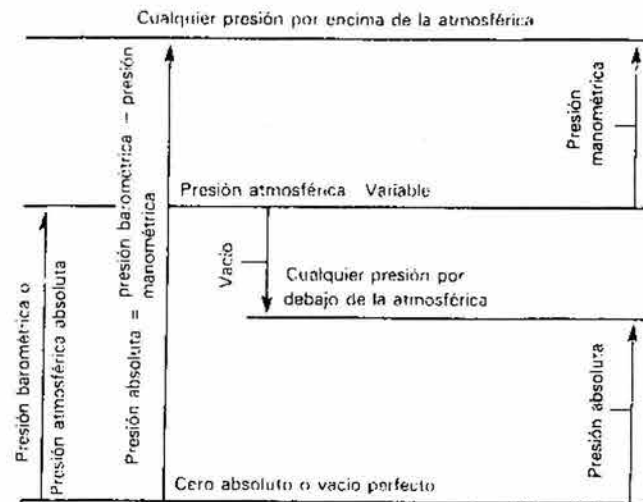 Cualquier presión por encima de la atmosférica
Presión absoluta = presión barométrica – presión
manométrica
Presión
manométrica
Presión atmosférica Variable
Vacío
Cualquier presión por
debajo de la atmosférica
Presión barométrica o
Presión atmosférica absoluta
Presión absoluta
Cero absoluto o vacio perfecto